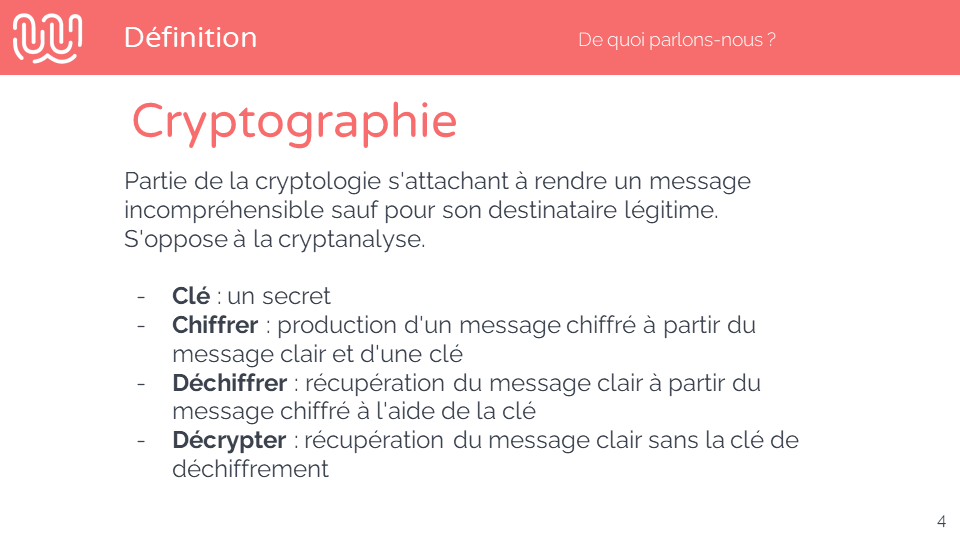 Définition
De quoi parlons-nous ?
Cryptographie
Partie de la cryptologie s'attachant à rendre un message
incompréhensible sauf pour son destinataire légitime.
S'oppose à la cryptanalyse.
- Clé : un secret
- Chiffrer : production d'un message chiffré à partir du
message clair et d'une clé
- Déchiffrer : récupération du message clair à partir du
message chiffré à l'aide de la clé
- Décrypter : récupération du message clair sans la clé de
déchiffrement
4